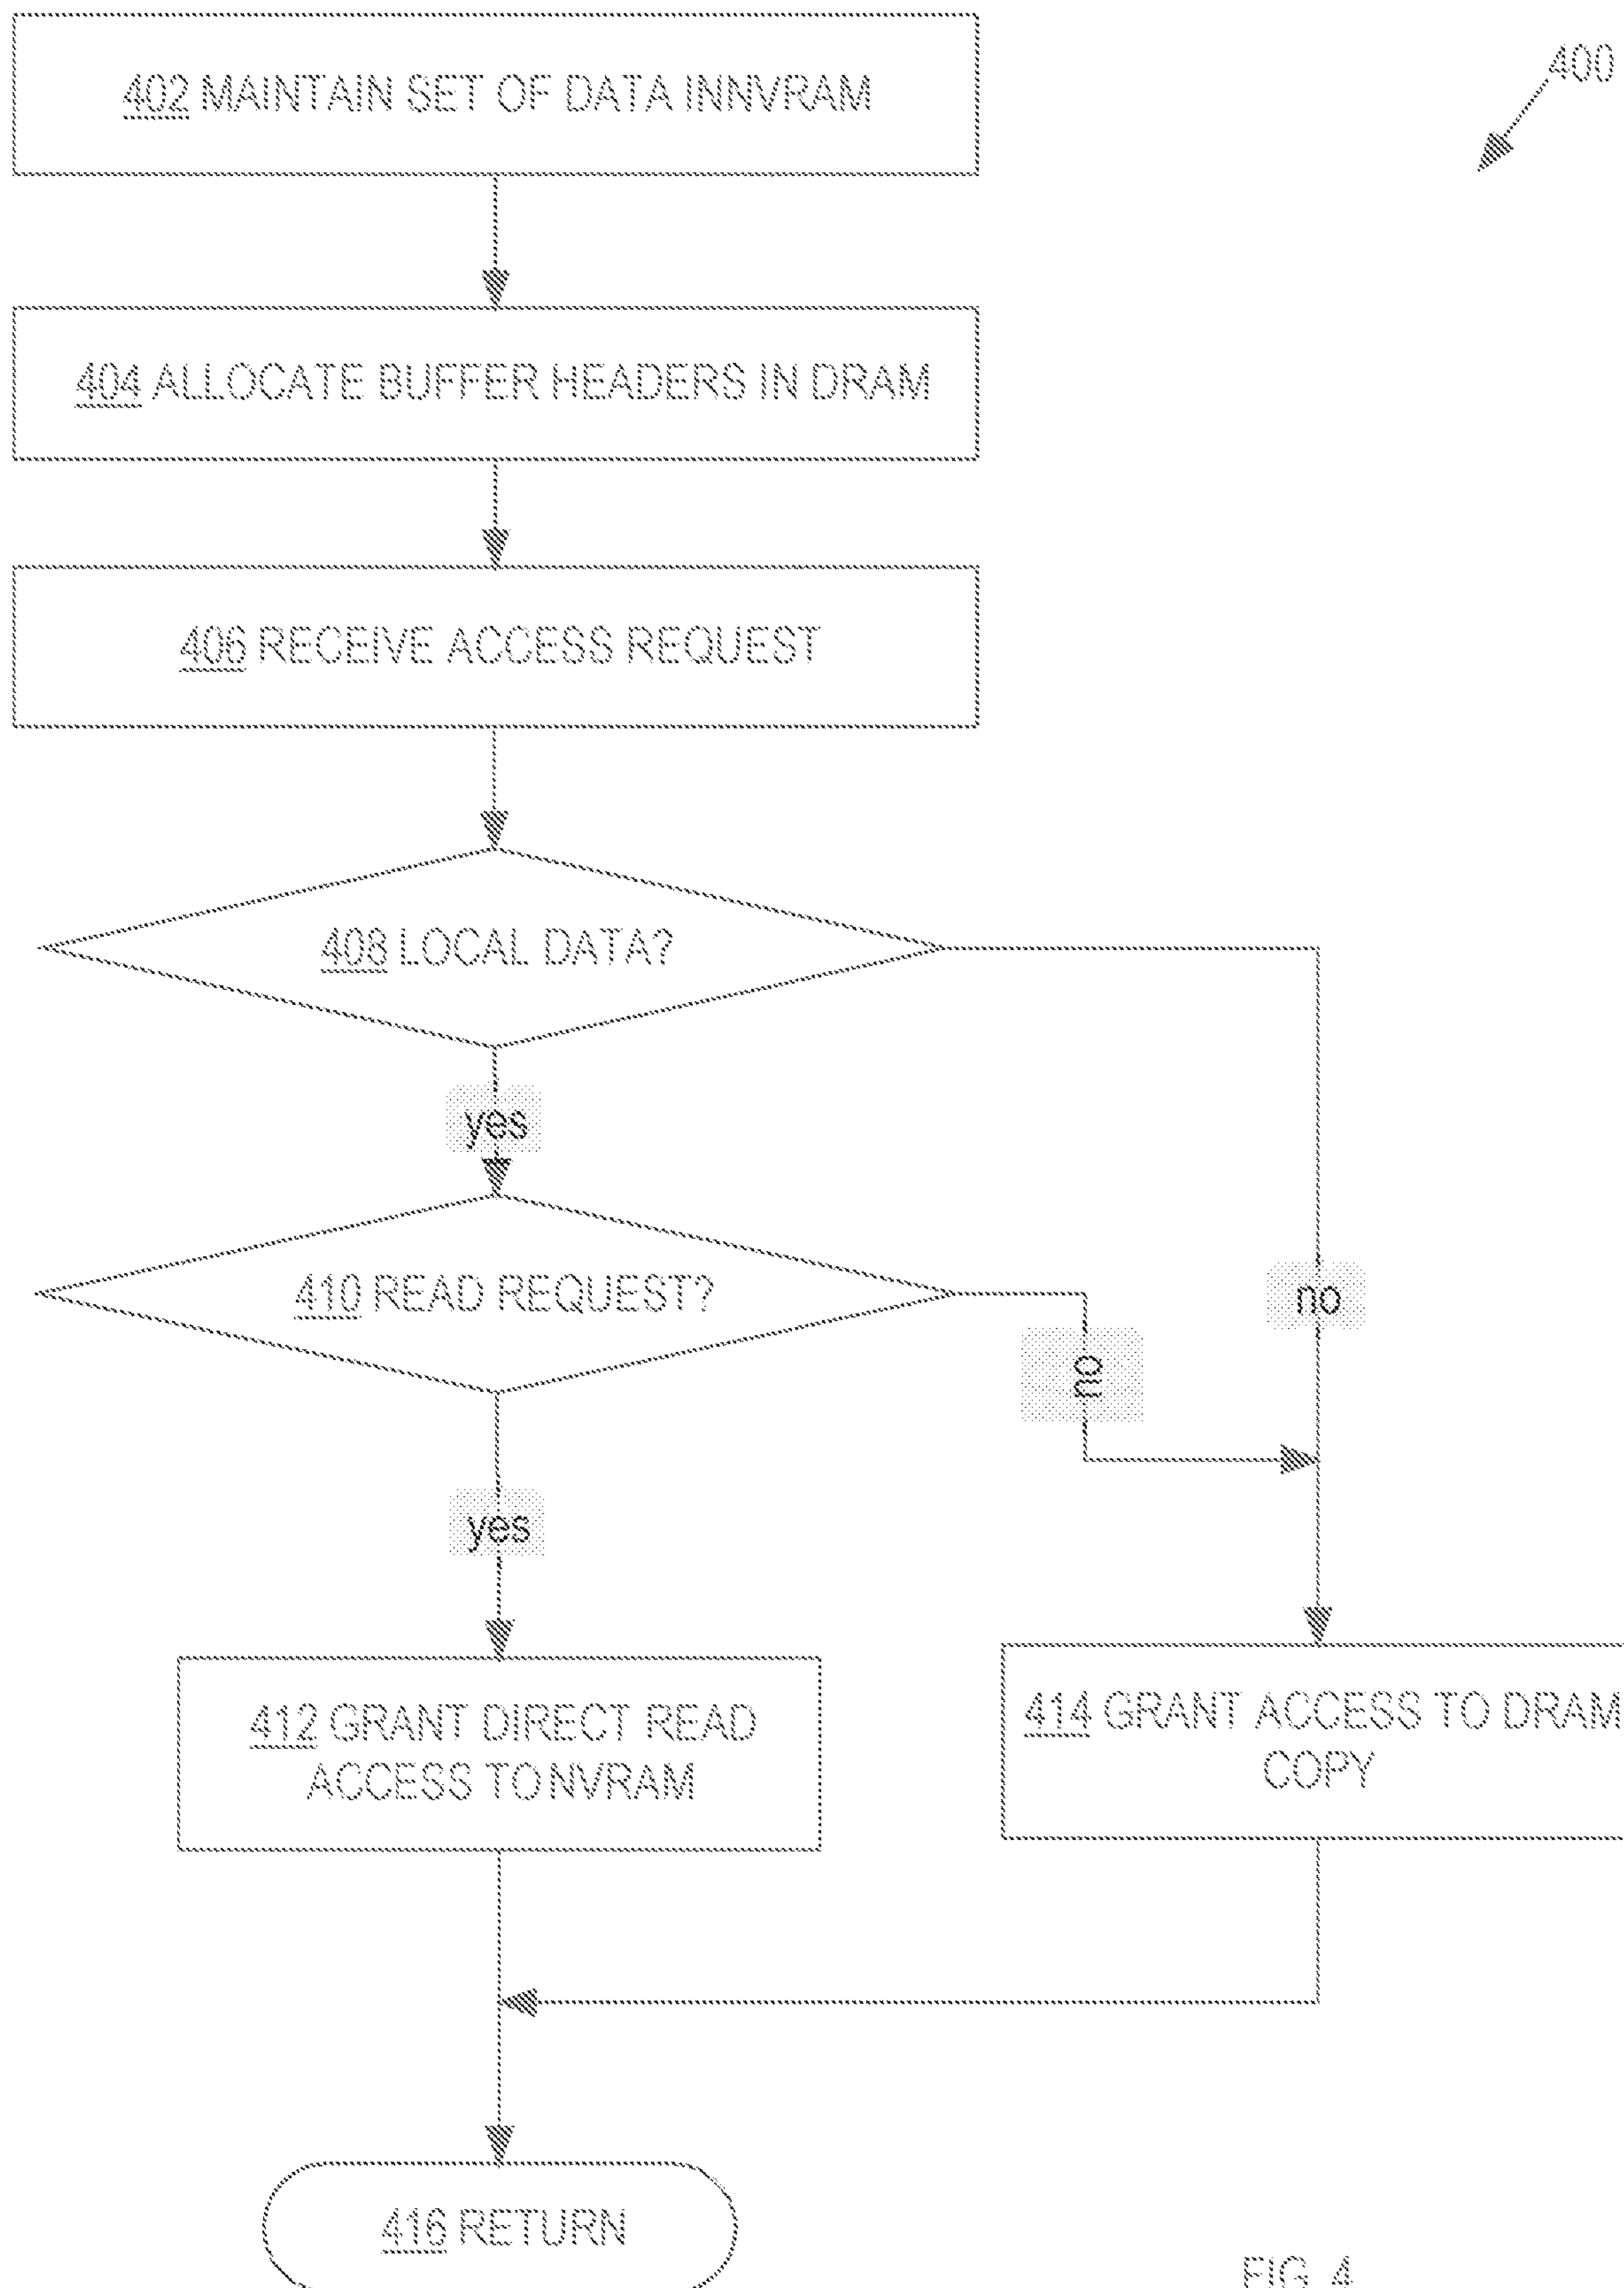 400
402 MAINTAIN SET OF DATA INNVRAM
404 ALLOCATE BUFFER HEADERS IN DRAM
406 RECEIVE ACCESS REQUEST
408 LOCAL DATA?
yes
no
410 READ REQUEST?
no
yes
412 GRANT DIRECT READ
ACCESS TO NVRAM
414 GRANT ACCESS TO DRAM
COPY
416 RETURN
FIG. 4